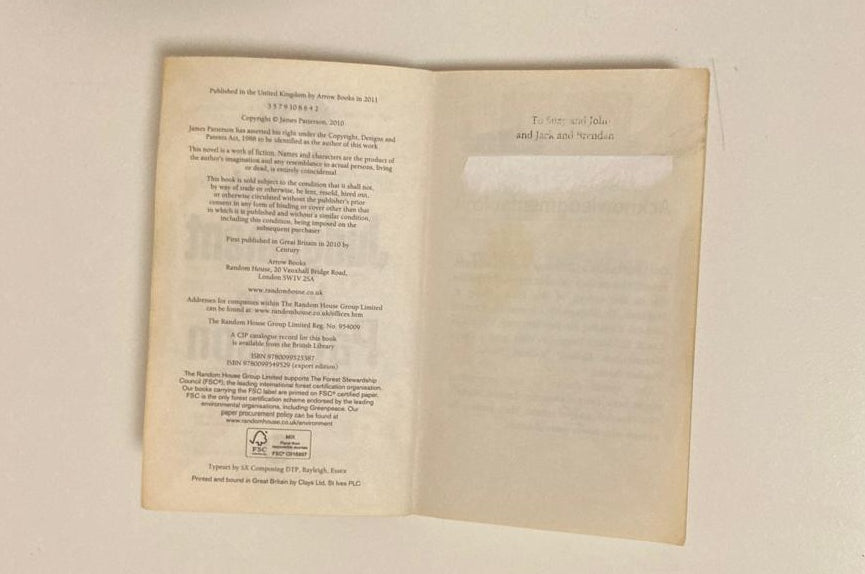 Published in the United Kingdom by Arrow Books in 2011
3 5 7 9 10 8 6 4 2
Copyright © James Patterson, 2010
James Patterson has asserted his right under the Copyright, Designs and
Patents Act, 1988 to be identified as the author of this work
This novel is a work of fiction. Names and characters are the product of
the author's imagination and any resemblance to actual persons, living
or dead, is entirely coincidental
This book is sold subject to the condition that it shall not,
by way of trade or otherwise, be lent, resold, hired out,
or otherwise circulated without the publisher's prior
consent in any form of binding or cover other than that
in which it is published and without a similar condition,
including this condition, being imposed on the
subsequent purchaser
First published in Great Britain in 2010 by
Century
Arrow Books
Random House, 20 Vauxhall Bridge Road,
London SW1V 2SA
www.randomhouse.co.uk
Addresses for companies within The Random House Group Limited
can be found at: www.randomhouse.co.uk/offices.htm
The Random House Group Limited Reg. No. 954009
A CIP catalogue record for this book
is available from the British Library
ISBN 9780099525387
ISBN 9780099549529 (export edition)
The Random House Group Limited supports The Forest Stewardship
Council (FSC®), the leading international forest certification organisation.
Our books carrying the FSC label are printed on FSC® certified paper.
FSC is the only forest certification scheme endorsed by the leading
environmental organisations, including Greenpeace. Our
paper procurement policy can be found at
www.randomhouse.co.uk/environment
FSC
MIX
FSC® C016897
Typeset by SX Composing DTP, Rayleigh, Essex
Printed and bound in Great Britain by Clays Ltd, St Ives PLC
To Suzy and John
and Jack and Brendan